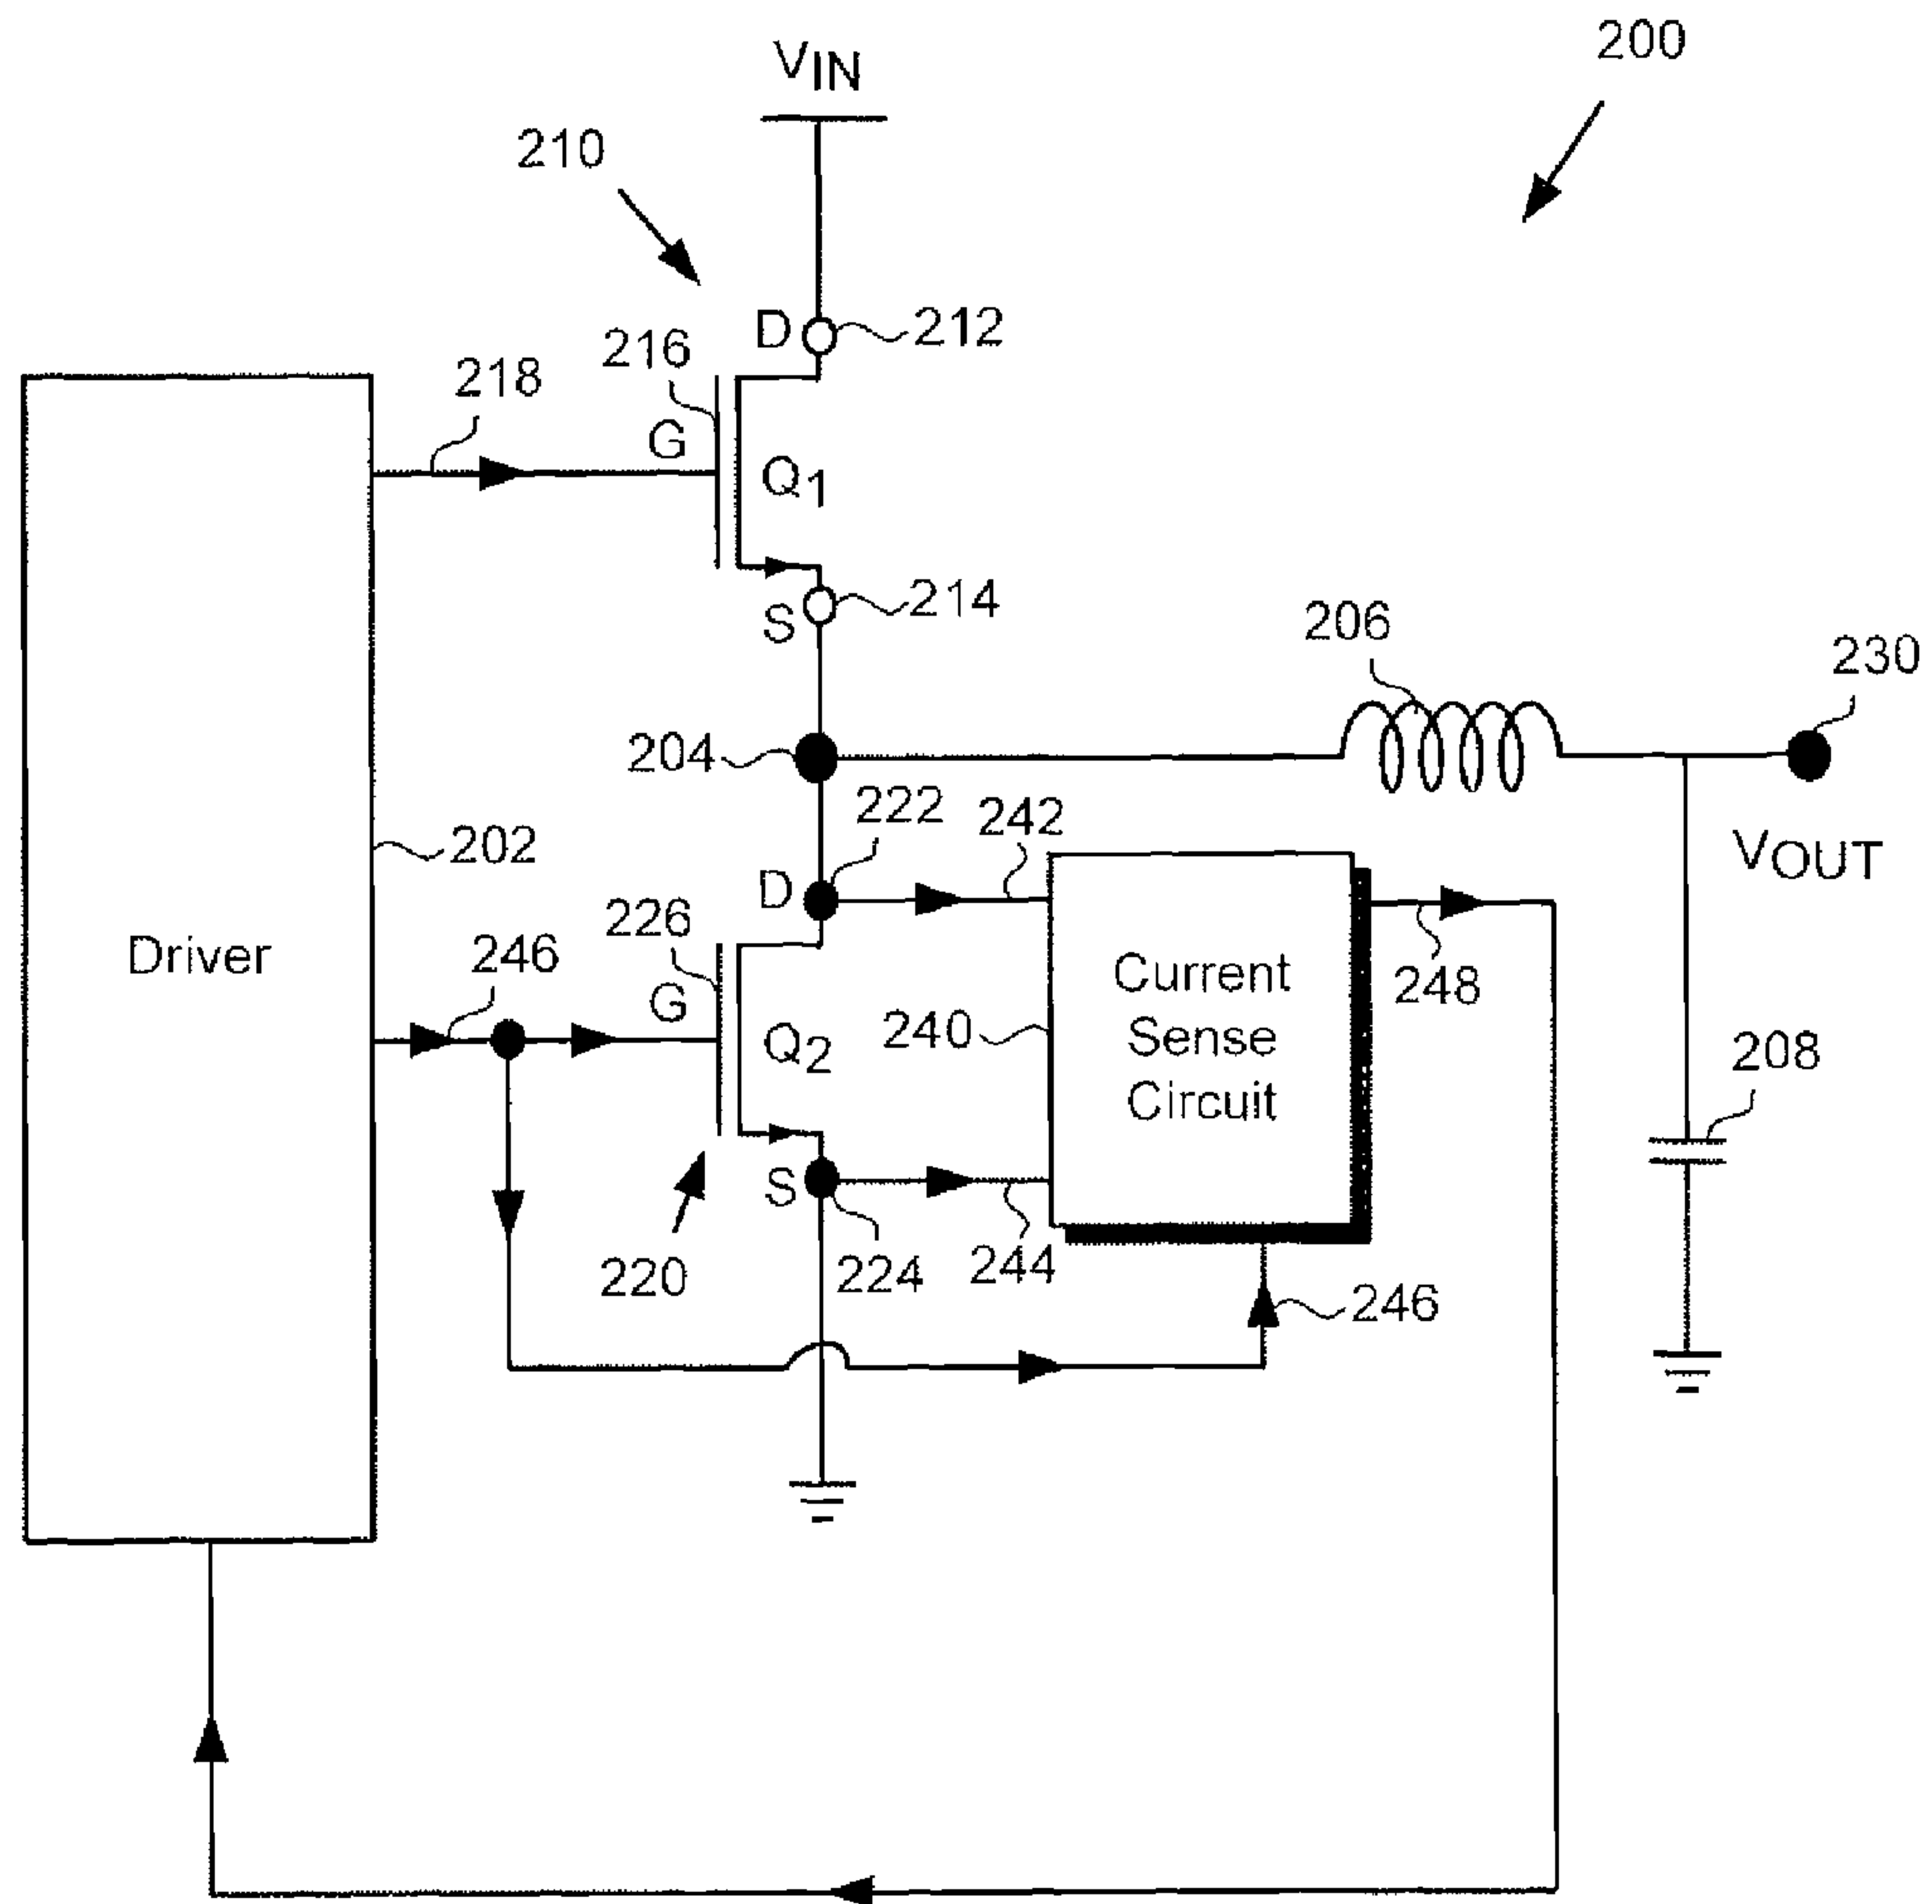 200
VIN
210
D
212
216
218
G
Q1
214
S
206
230
204
222
242
202
D
VOUT
226
246
Driver
G
Current
Sense
Circuit
248
240
Q2
208
S
220
224
244
246